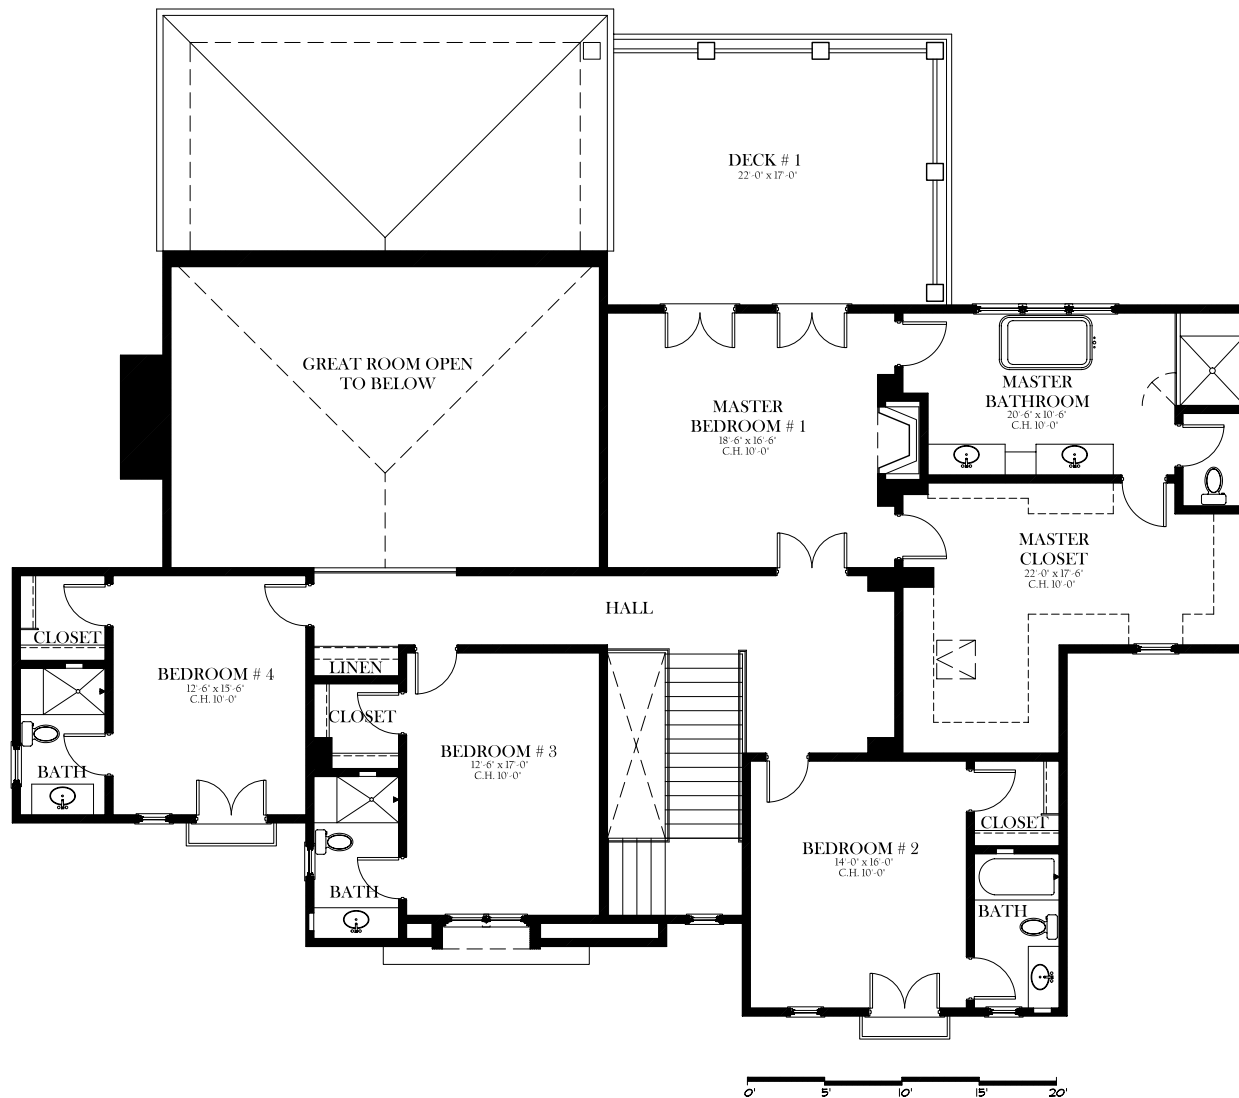 DECK # 1
22'-0" x 17'-0"
GREAT ROOM OPEN
TO BELOW
MASTER
BEDROOM # 1
18'-6" x 16'-6"
C.H. 10'-0"
MASTER
BATHROOM
20'-6" x 10'-6"
C.H. 10'-0"
MASTER
CLOSET
22'-0" x 17'-6"
C.H. 10'-0"
HALL
CLOSET
BEDROOM # 4
12'-6" x 15'-6"
C.H. 10'-0"
BATH
LINEN
CLOSET
BEDROOM # 3
12'-6" x 17'-0"
C.H. 10'-0"
BATH
BEDROOM # 2
14'-0" x 16'-0"
C.H. 10'-0"
CLOSET
BATH
0' 5' 10' 15' 20'